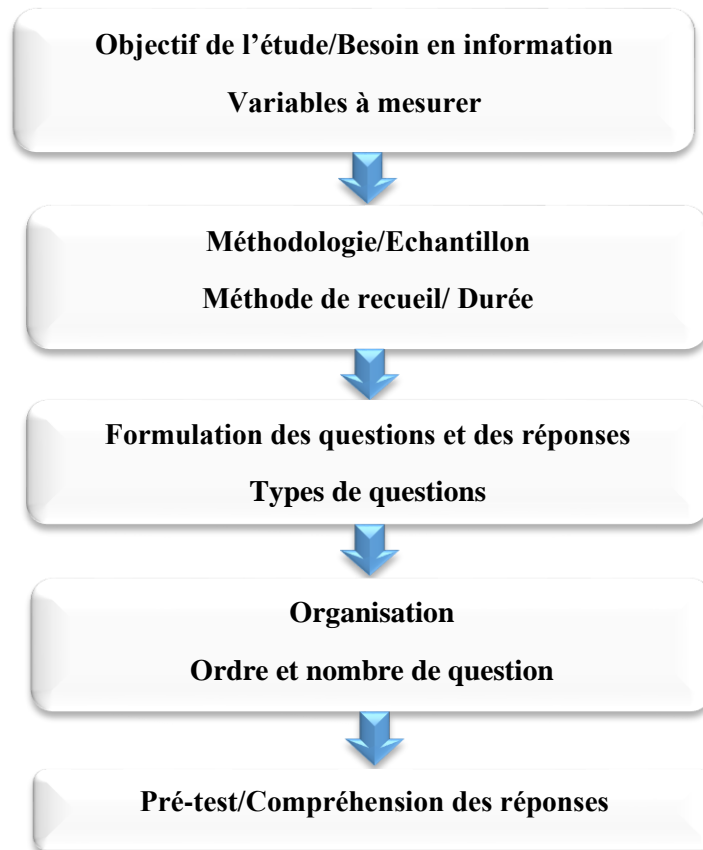 Objectif de l’étude/Besoin en information
Variables à mesurer
Méthodologie/Echantillon
Méthode de recueil/ Durée
Formulation des questions et des réponses
Types de questions
Organisation
Ordre et nombre de question
Pré-test/Compréhension des réponses